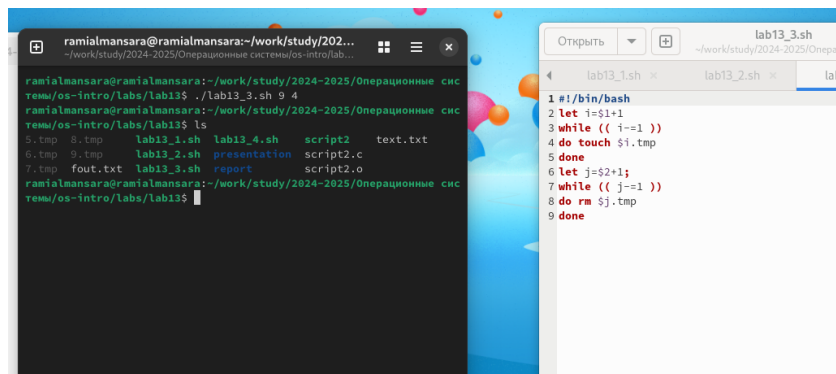 ramialmansara@ramialmansara:~/work/study/202...
~/work/study/2024-2025/Операционные системы/os-intro/lab...
ramialmansara@ramialmansara:~/work/study/2024-2025/Операционные сис
темы/os-intro/labs/lab13$ ./lab13_3.sh 9 4
ramialmansara@ramialmansara:~/work/study/2024-2025/Операционные сис
темы/os-intro/labs/lab13$ ls
5.tmp 8.tmp lab13_1.sh lab13_4.sh script2 text.txt
6.tmp 9.tmp lab13_2.sh presentation script2.c
7.tmp fout.txt lab13_3.sh report script2.o
ramialmansara@ramialmansara:~/work/study/2024-2025/Операционные сис
темы/os-intro/labs/lab13$
Открыть
lab13_3.sh
~/work/study/2024-2025/Опера
lab13_1.sh × lab13_2.sh × la
1 #!/bin/bash
2 let i=$1+1
3 while (( i-=1 ))
4 do touch $i.tmp
5 done
6 let j=$2+1;
7 while (( j-=1 ))
8 do rm $j.tmp
9 done